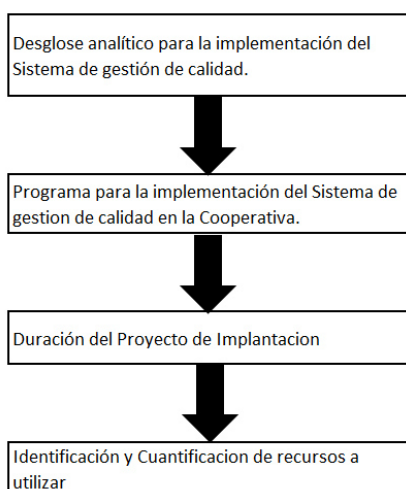 Desglose analítico para la implementación del
Sistema de gestión de calidad.
Programa para la implementación del Sistema de
gestion de calidad en la Cooperativa.
Duración del Proyecto de Implantacion
Identificación y Cuantificacion de recursos a
utilizar